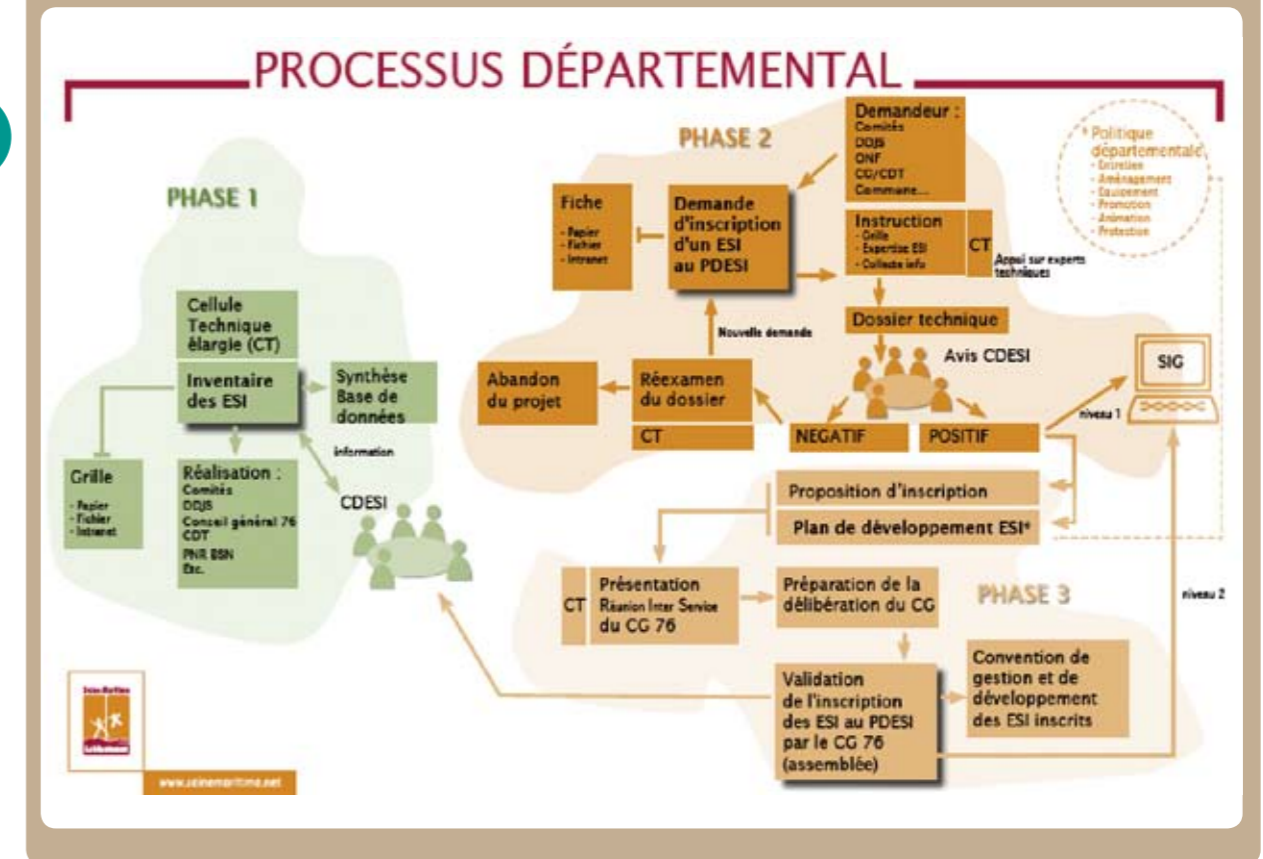 PROCESSUS DÉPARTEMENTAL
PHASE 1
Cellule
Technique
élargie (CT)
Inventaire
des ESI
Synthèse
Base de
données
Grille
- Papier
- Fichier
- Intranet
Réalisation :
Comités
DDJS
Conseil général 76
CDT
PNR BSN
Etc.
information
CDESI
PHASE 2
Demandeur :
Comités
DDJS
ONF
CG/CDT
Commune...
Fiche
- Papier
- Fichier
- Intranet
Demande
d'inscription
d'un ESI
au PDESI
Instruction
- Grille
- Expertise ESI
- Collecte info
CT
Appui sur experts
techniques
Dossier technique
Avis CDESI
Nouvelle demande
Abandon
du projet
Réexamen
du dossier
CT
NEGATIF
POSITIF
* Politique
départementale
- Entretien
- Aménagement
- Equipement
- Promotion
- Animation
- Protection
SIG
niveau 1
Proposition d'inscription
Plan de développement ESI*
PHASE 3
CT
Présentation
Réunion Inter Service
du CG 76
Préparation de la
délibération du CG
niveau 2
Validation
de l'inscription
des ESI au PDESI
par le CG 76
(assemblée)
Convention de
gestion et de
développement
des ESI inscrits
Seine-Maritime
www.seinemaritime.net